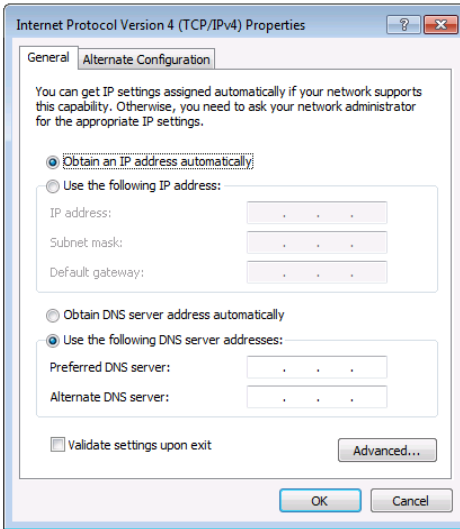 Internet Protocol Version 4 (TCP/IPv4) Properties
General
Alternate Configuration
You can get IP settings assigned automatically if your network supports
this capability. Otherwise, you need to ask your network administrator
for the appropriate IP settings.
Obtain an IP address automatically
Use the following IP address:
IP address:
. . .
Subnet mask:
. . .
Default gateway:
. . .
Obtain DNS server address automatically
Use the following DNS server addresses:
Preferred DNS server:
. . .
Alternate DNS server:
. . .
Validate settings upon exit
Advanced...
OK
Cancel